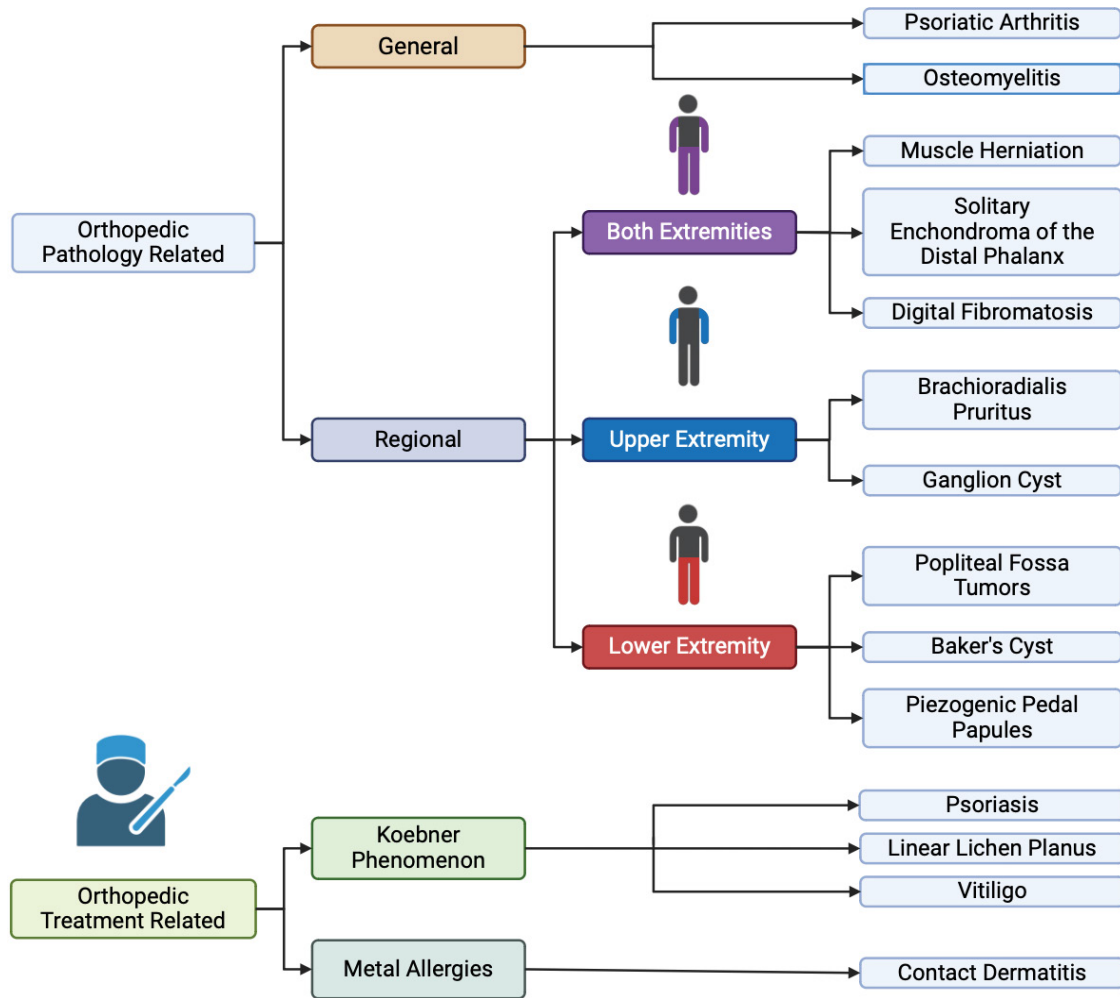 General
Psoriatic Arthritis
Osteomyelitis
Orthopedic
Pathology Related
Both Extremities
Muscle Herniation
Solitary
Enchondroma of the
Distal Phalanx
Digital Fibromatosis
Regional
Upper Extremity
Brachioradialis
Pruritus
Ganglion Cyst
Lower Extremity
Popliteal Fossa
Tumors
Baker's Cyst
Piezogenic Pedal
Papules
Orthopedic
Treatment Related
Koebner
Phenomenon
Psoriasis
Linear Lichen Planus
Vitiligo
Metal Allergies
Contact Dermatitis